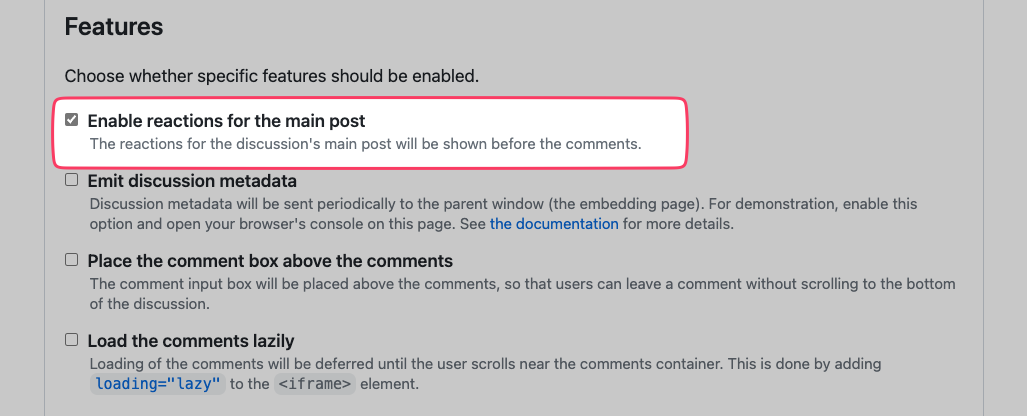 Features
Choose whether specific features should be enabled.
Enable reactions for the main post
The reactions for the discussion's main post will be shown before the comments.
Emit discussion metadata
Discussion metadata will be sent periodically to the parent window (the embedding page). For demonstration, enable this
option and open your browser's console on this page. See the documentation for more details.
Place the comment box above the comments
The comment input box will be placed above the comments, so that users can leave a comment without scrolling to the bottom
of the discussion.
Load the comments lazily
Loading of the comments will be deferred until the user scrolls near the comments container. This is done by adding
loading="lazy" to the <iframe> element.